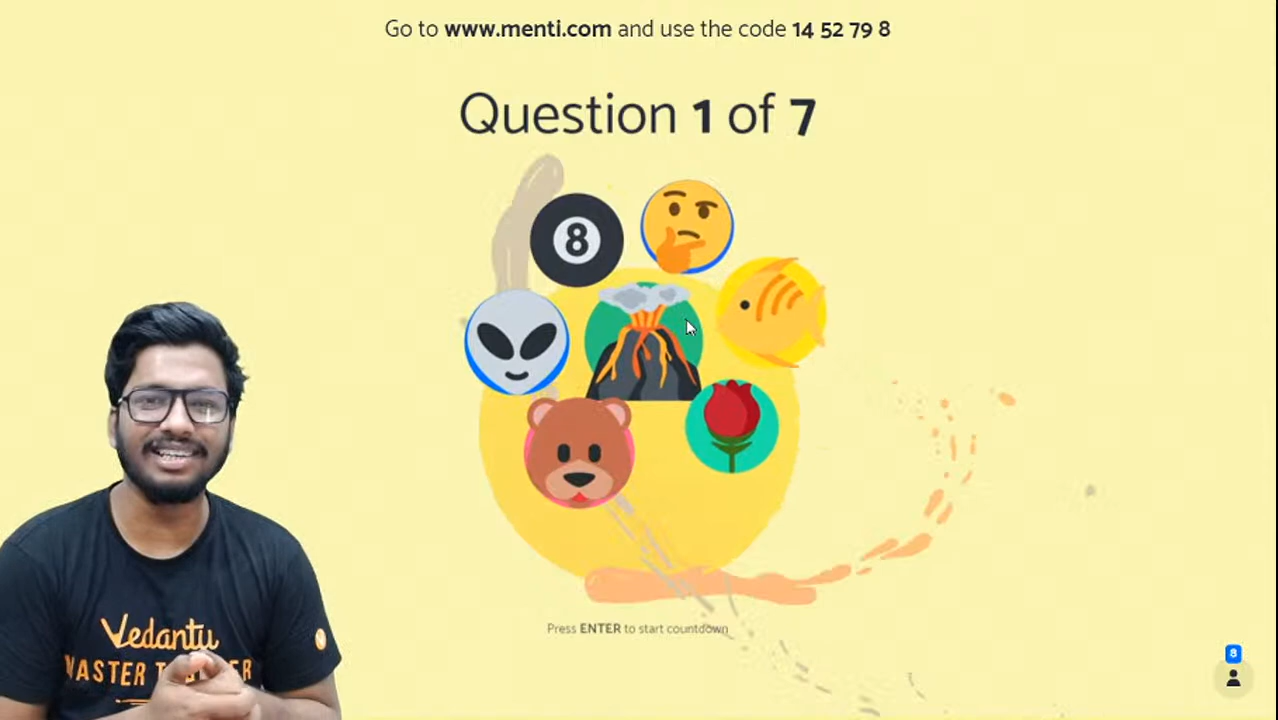 Go to www.menti.com and use the code 14 52 79 8
Question 1 of 7
8
Press ENTER to start countdown
Vedantu
8